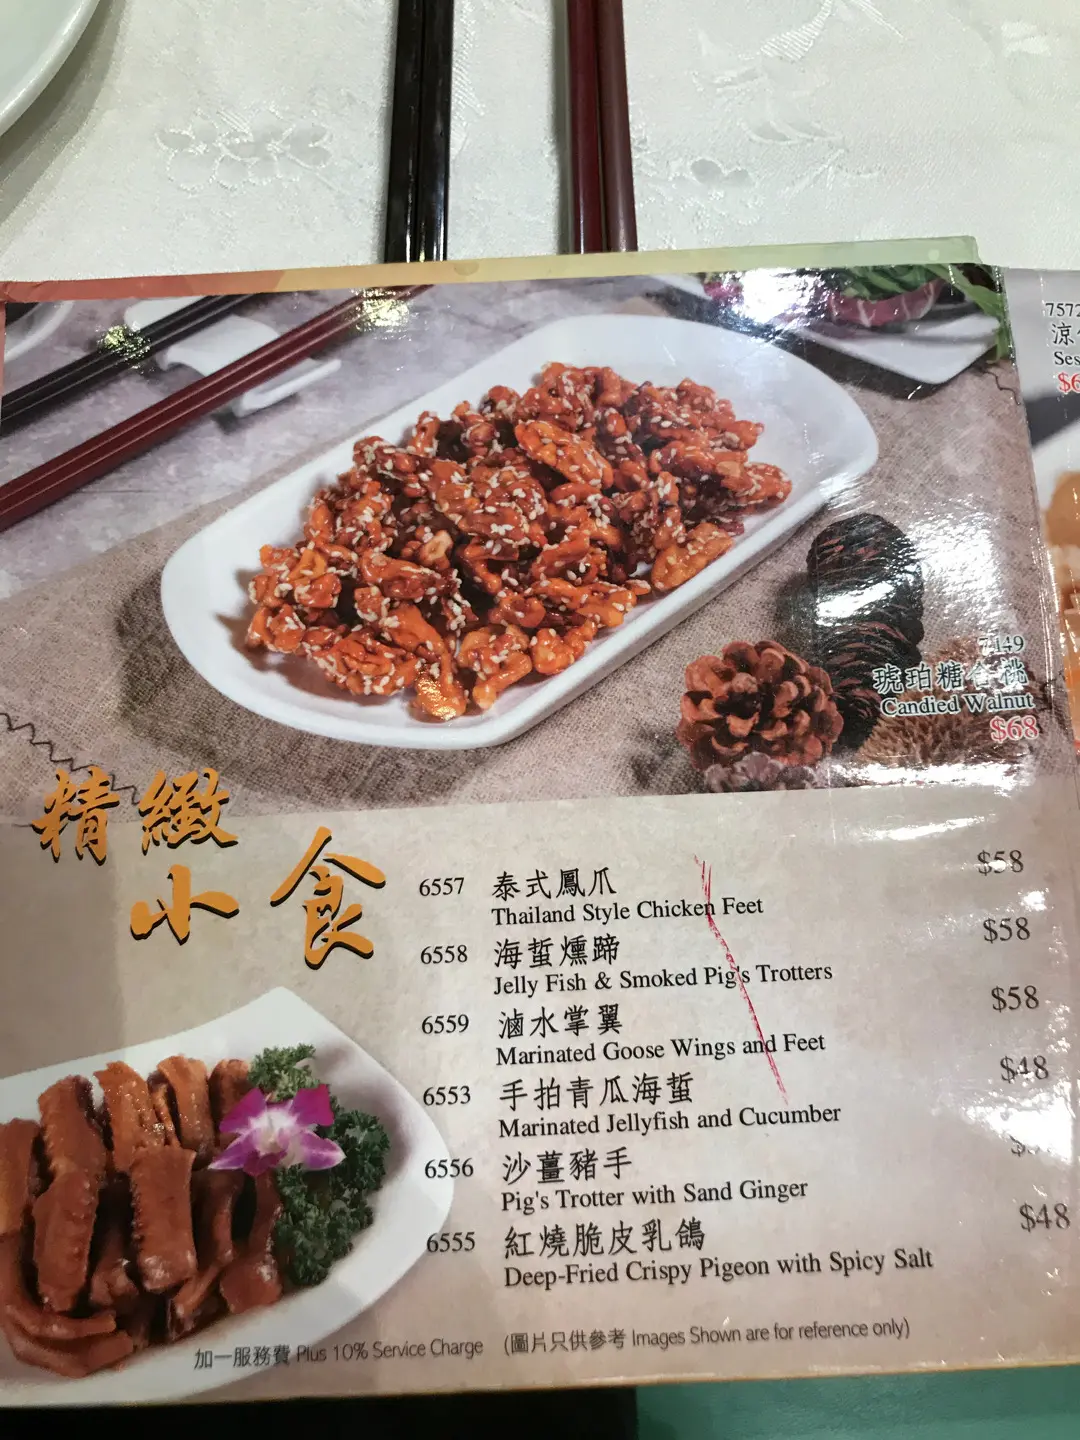 7572
涼
Ses
$6
7149
琥珀糖合桃
Candied Walnut
$68
精緻
小食
6557 泰式鳳爪 $58
Thailand Style Chicken Feet
6558 海蜇燻蹄 $58
Jelly Fish & Smoked Pig's Trotters
6559 滷水掌翼 $58
Marinated Goose Wings and Feet
6553 手拍青瓜海蜇 $48
Marinated Jellyfish and Cucumber
6556 沙薑豬手
Pig's Trotter with Sand Ginger
6555 紅燒脆皮乳鴿 $48
Deep-Fried Crispy Pigeon with Spicy Salt
加一服務費 Plus 10% Service Charge (圖片只供參考 Images Shown are for reference only)